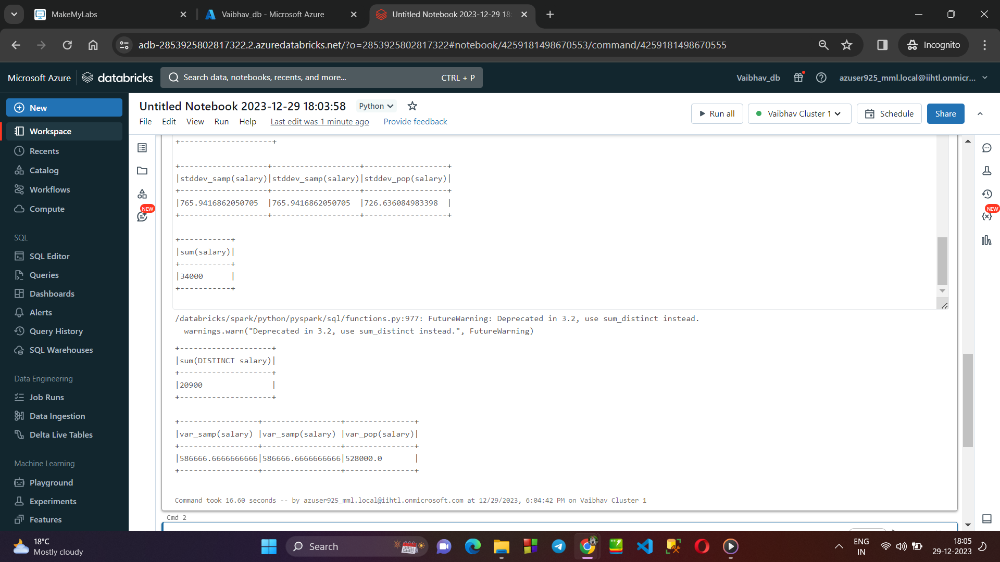 MakeMyLabs
Vaibhav_db - Microsoft Azure
Untitled Notebook 2023-12-29 18:
adb-2853925802817322.2.azuredatabricks.net/?o=2853925802817322#notebook/4259181498670553/command/4259181498670555
Incognito
Microsoft Azure
databricks
Search data, notebooks, recents, and more...
CTRL + P
Vaibhav_db
azuser925_mml.local@iihtl.onmicr...
New
Workspace
Recents
Catalog
Workflows
Compute
SQL
SQL Editor
Queries
Dashboards
Alerts
Query History
SQL Warehouses
Data Engineering
Job Runs
Data Ingestion
Delta Live Tables
Machine Learning
Playground
Experiments
Features
Untitled Notebook 2023-12-29 18:03:58
Python
File Edit View Run Help Last edit was 1 minute ago Provide feedback
Run all
Vaibhav Cluster 1
Schedule
Share
NEW
NEW
+--------------------+
+-------------------+-------------------+------------------+
|stddev_samp(salary)|stddev_samp(salary)|stddev_pop(salary)|
+-------------------+-------------------+------------------+
|765.9416862050705  |765.9416862050705  |726.636084983398  |
+-------------------+-------------------+------------------+
+-----------+
|sum(salary)|
+-----------+
|34000      |
+-----------+
/databricks/spark/python/pyspark/sql/functions.py:977: FutureWarning: Deprecated in 3.2, use sum_distinct instead.
warnings.warn("Deprecated in 3.2, use sum_distinct instead.", FutureWarning)
+--------------------+
|sum(DISTINCT salary)|
+--------------------+
|20900               |
+--------------------+
+-----------------+-----------------+---------------+
|var_samp(salary) |var_samp(salary) |var_pop(salary)|
+-----------------+-----------------+---------------+
|586666.6666666666|586666.6666666666|528000.0       |
+-----------------+-----------------+---------------+
Command took 16.60 seconds -- by azuser925_mml.local@iihtl.onmicrosoft.com at 12/29/2023, 6:04:42 PM on Vaibhav Cluster 1
Cmd 2
18°C
Mostly cloudy
Search
ENG
IN
18:05
29-12-2023